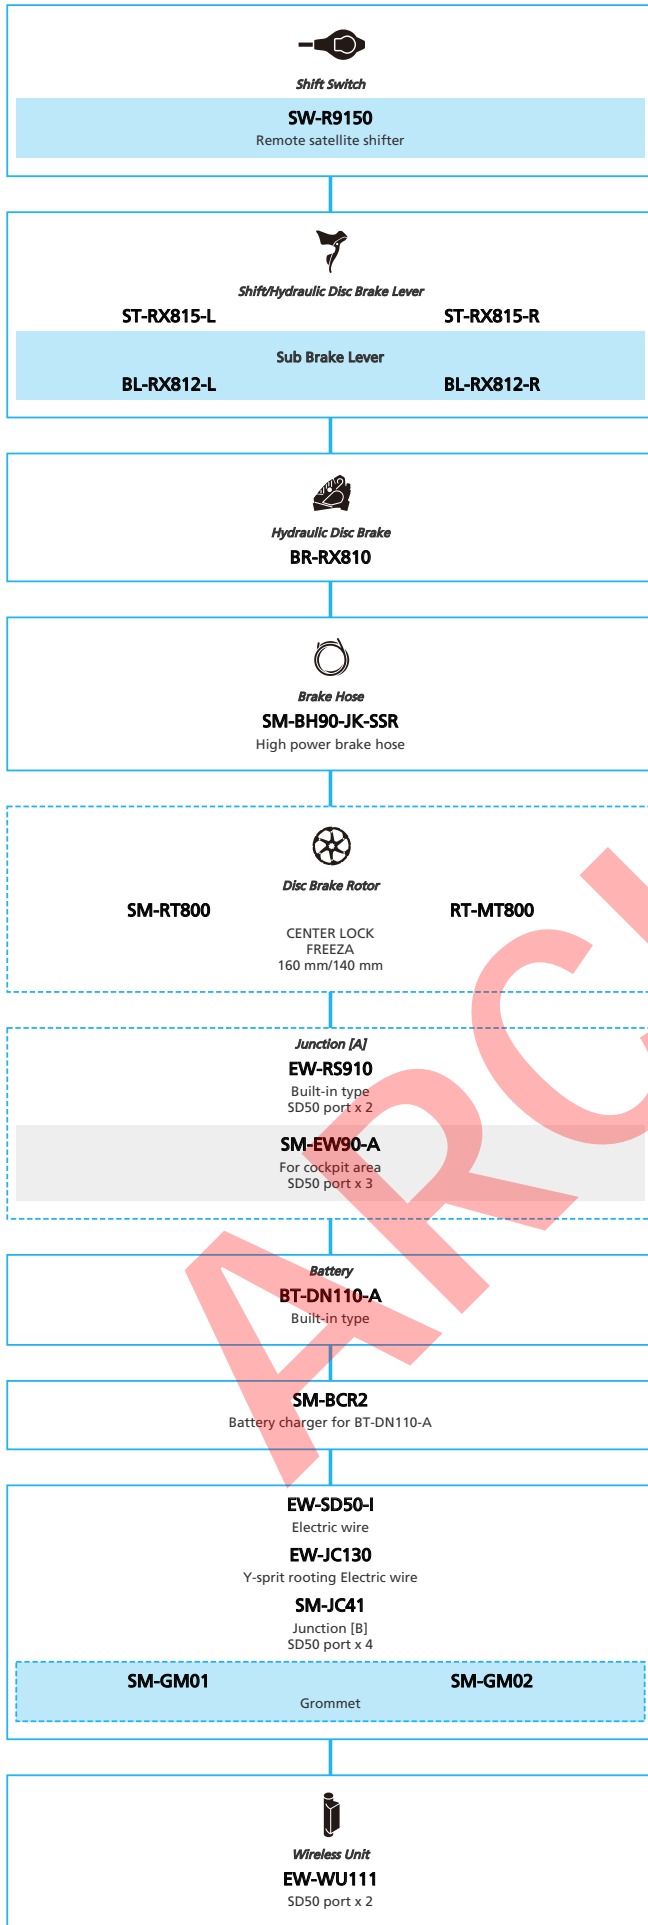 Shift Switch
SW-R9150
Remote satellite shifter
Shift/Hydraulic Disc Brake Lever
ST-RX815-L ST-RX815-R
Sub Brake Lever
BL-RX812-L BL-RX812-R
Hydraulic Disc Brake
BR-RX810
Brake Hose
SM-BH90-JK-SSR
High power brake hose
Disc Brake Rotor
SM-RT800 RT-MT800
CENTER LOCK
FREEZA
160 mm/140 mm
Junction [A]
EW-RS910
Built-in type
SD50 port x 2
SM-EW90-A
For cockpit area
SD50 port x 3
Battery
BT-DN110-A
Built-in type
SM-BCR2
Battery charger for BT-DN110-A
EW-SD50-I
Electric wire
EW-JC130
Y-sprit rooting Electric wire
SM-JC41
Junction [B]
SD50 port x 4
SM-GM01 SM-GM02
Grommet
Wireless Unit
EW-WU111
SD50 port x 2